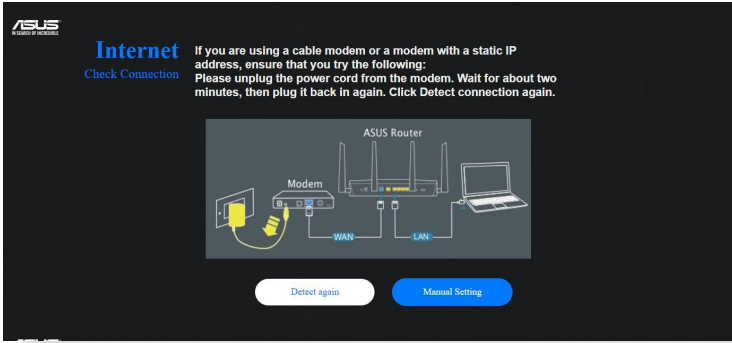 ASUS
IN SEARCH OF INCREDIBLE
Internet
Check Connection
If you are using a cable modem or a modem with a static IP
address, ensure that you try the following:
Please unplug the power cord from the modem. Wait for about two
minutes, then plug it back in again. Click Detect connection again.
ASUS Router
Modem
WAN
LAN
Detect again
Manual Setting